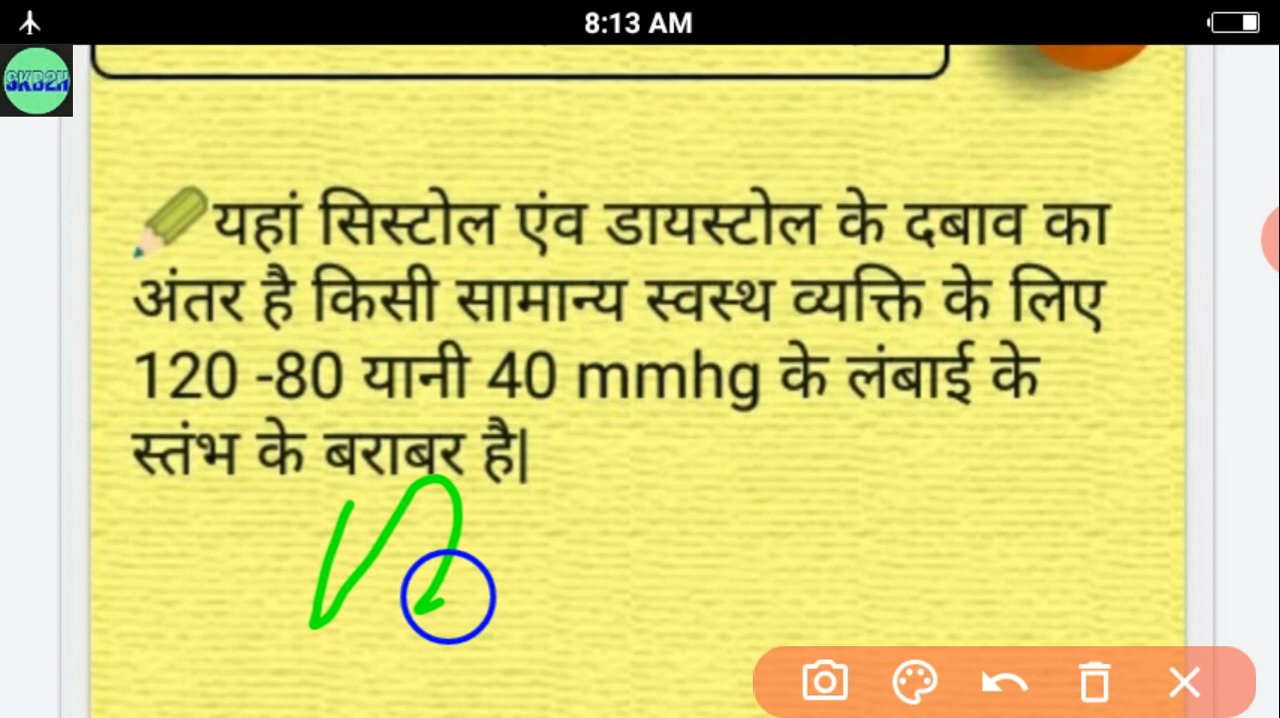 8:13 AM
SKB2H
यहां सिस्टोल एंव डायस्टोल के दबाव का
अंतर है किसी सामान्य स्वस्थ व्यक्ति के लिए
120 -80 यानी 40 mmhg के लंबाई के
स्तंभ के बराबर है|